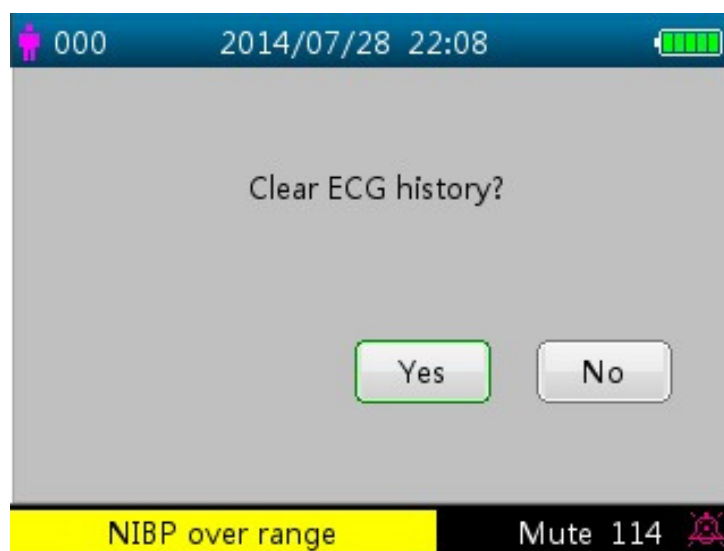 000 2014/07/28 22:08
Clear ECG history?
Yes No
NIBP over range Mute 114